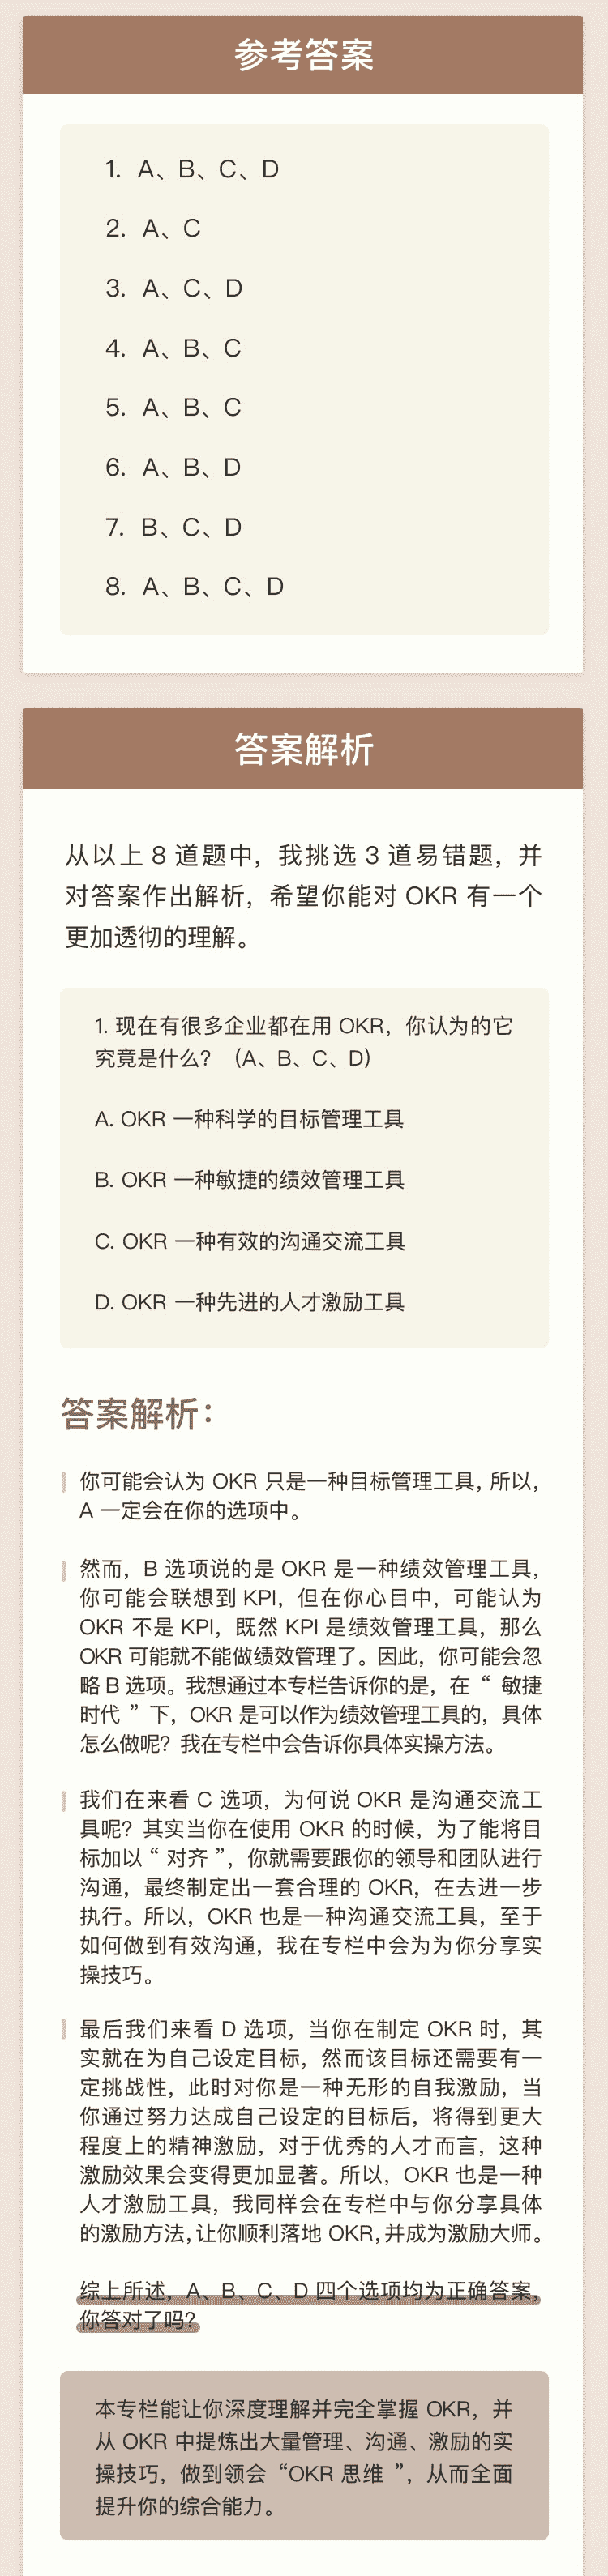 参考答案
1. A、B、C、D
2. A、C
3. A、C、D
4. A、B、C
5. A、B、C
6. A、B、D
7. B、C、D
8. A、B、C、D
答案解析
从以上 8 道题中，我挑选 3 道易错题，并
对答案作出解析，希望你能对 OKR 有一个
更加透彻的理解。
1. 现在有很多企业都在用 OKR，你认为的它
究竟是什么？（A、B、C、D）
A. OKR 一种科学的目标管理工具
B. OKR 一种敏捷的绩效管理工具
C. OKR 一种有效的沟通交流工具
D. OKR 一种先进的人才激励工具
答案解析：
你可能会认为 OKR 只是一种目标管理工具，所以，
A 一定会在你的选项中。
然而，B 选项说的是 OKR 是一种绩效管理工具，
你可能会联想到 KPI，但在你心目中，可能认为
OKR 不是 KPI，既然 KPI 是绩效管理工具，那么
OKR 可能就不能做绩效管理了。因此，你可能会忽
略 B 选项。我想通过本专栏告诉你的是，在 “ 敏捷
时代 ” 下，OKR 是可以作为绩效管理工具的，具体
怎么做呢？我在专栏中会告诉你具体实操方法。
我们在来看 C 选项，为何说 OKR 是沟通交流工
具呢？其实当你在使用 OKR 的时候，为了能将目
标加以 “ 对齐 ”，你就需要跟你的领导和团队进行
沟通，最终制定出一套合理的 OKR，在去进一步
执行。所以，OKR 也是一种沟通交流工具，至于
如何做到有效沟通，我在专栏中会为为你分享实
操技巧。
最后我们来看 D 选项，当你在制定 OKR 时，其
实就在为自己设定目标，然而该目标还需要有一
定挑战性，此时对你是一种无形的自我激励，当
你通过努力达成自己设定的目标后，将得到更大
程度上的精神激励，对于优秀的人才而言，这种
激励效果会变得更加显著。所以，OKR 也是一种
人才激励工具，我同样会在专栏中与你分享具体
的激励方法，让你顺利落地 OKR，并成为激励大师。
综上所述，A、B、C、D 四个选项均为正确答案，
你答对了吗？
本专栏能让你深度理解并完全掌握 OKR，并
从 OKR 中提炼出大量管理、沟通、激励的实
操技巧，做到领会 “OKR 思维 ”，从而全面
提升你的综合能力。